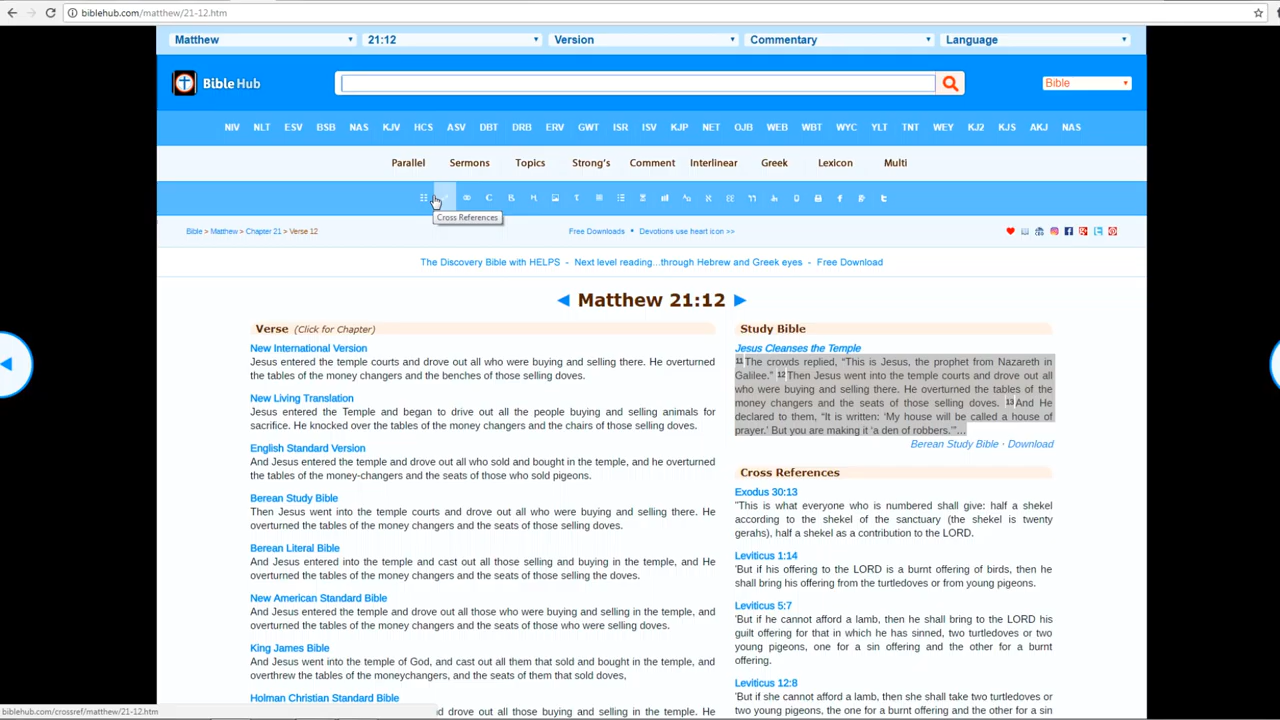 biblehub.com/matthew/21-12.htm
Matthew 21:12 Version Commentary Language
Bible Hub
Bible
NIV NLT ESV BSB NAS KJV HCS ASV DBT DRB ERV GWT ISR ISV KJP NET OJB WEB WBT WYC YLT TNT WEY KJ2 KJS AKJ NAS
Parallel Sermons Topics Strong's Comment Interlinear Greek Lexicon Multi
Cross References
Bible > Matthew > Chapter 21 > Verse 12
Free Downloads • Devotions use heart icon >>
The Discovery Bible with HELPS - Next level reading...through Hebrew and Greek eyes - Free Download
◄ Matthew 21:12 ►
Verse (Click for Chapter)
New International Version
Jesus entered the temple courts and drove out all who were buying and selling there. He overturned
the tables of the money changers and the benches of those selling doves.
New Living Translation
Jesus entered the Temple and began to drive out all the people buying and selling animals for
sacrifice. He knocked over the tables of the money changers and the chairs of those selling doves.
English Standard Version
And Jesus entered the temple and drove out all who sold and bought in the temple, and he overturned
the tables of the money-changers and the seats of those who sold pigeons.
Berean Study Bible
Then Jesus went into the temple courts and drove out all who were buying and selling there. He
overturned the tables of the money changers and the seats of those selling doves.
Berean Literal Bible
And Jesus entered into the temple and cast out all those selling and buying in the temple, and He
overturned the tables of the money changers and the seats of those selling the doves.
New American Standard Bible
And Jesus entered the temple and drove out all those who were buying and selling in the temple, and
overturned the tables of the money changers and the seats of those who were selling doves.
King James Bible
And Jesus went into the temple of God, and cast out all them that sold and bought in the temple, and
overthrew the tables of the moneychangers, and the seats of them that sold doves,
Holman Christian Standard Bible
d drove out all those buying and selling in the temple. He
Study Bible
Jesus Cleanses the Temple
11The crowds replied, “This is Jesus, the prophet from Nazareth in
Galilee.” 12Then Jesus went into the temple courts and drove out all
who were buying and selling there. He overturned the tables of the
money changers and the seats of those selling doves. 13And He
declared to them, “It is written: ‘My house will be called a house of
prayer.’ But you are making it ‘a den of robbers.’”…
Berean Study Bible · Download
Cross References
Exodus 30:13
"This is what everyone who is numbered shall give: half a shekel
according to the shekel of the sanctuary (the shekel is twenty
gerahs), half a shekel as a contribution to the LORD.
Leviticus 1:14
'But if his offering to the LORD is a burnt offering of birds, then he
shall bring his offering from the turtledoves or from young pigeons.
Leviticus 5:7
'But if he cannot afford a lamb, then he shall bring to the LORD his
guilt offering for that in which he has sinned, two turtledoves or two
young pigeons, one for a sin offering and the other for a burnt
offering.
Leviticus 12:8
'But if she cannot afford a lamb, then she shall take two turtledoves or
two young pigeons, the one for a burnt offering and the other for a sin
biblehub.com/crossref/matthew/21-12.htm